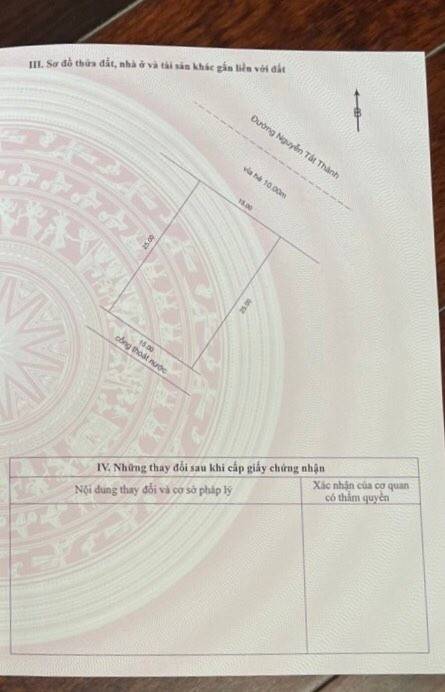 III. Sơ đồ thửa đất, nhà ở và tài sản khác gắn liền với đất
B
Đường Nguyễn Tất Thành
vỉa hè 10.00m
15.00
25.00
25.00
15.00
cống thoát nước
IV. Những thay đổi sau khi cấp giấy chứng nhận
Nội dung thay đổi và cơ sở pháp lý
Xác nhận của cơ quan
có thẩm quyền